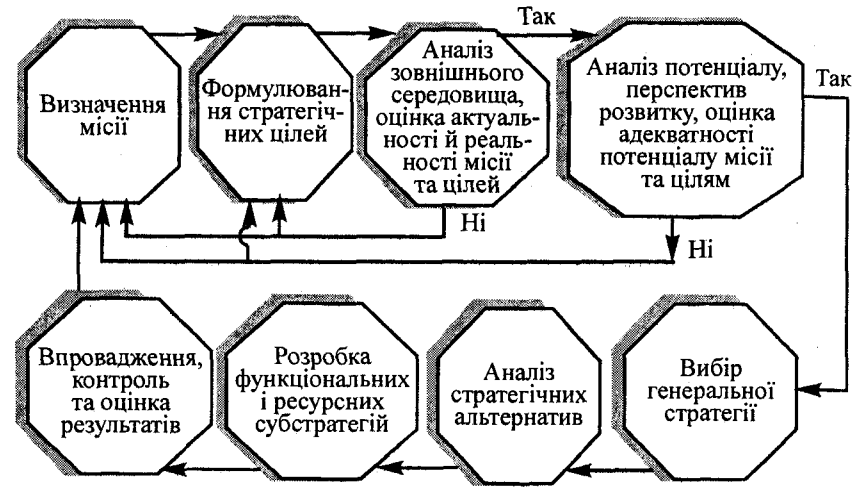 Визначення
місії
Формулюван-
ня стратегіч-
них цілей
Аналіз
зовнішнього
середовища,
оцінка актуаль-
ності й реаль-
ності місії
та цілей
Так
Ні
Аналіз потенціалу,
перспектив
розвитку, оцінка
адекватності
потенціалу місії
та цілям
Так
Ні
Вибір
генеральної
стратегії
Аналіз
стратегічних
альтернатив
Розробка
функціональних
і ресурсних
субстратегій
Впровадження,
контроль
та оцінка
результатів